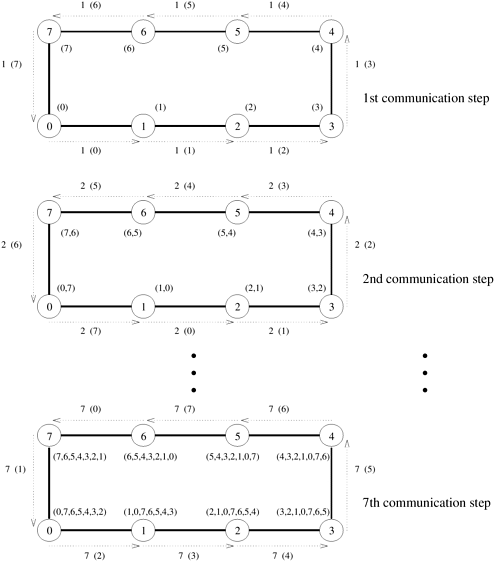 1 (6) 1 (5) 1 (4)
7 6 5 4
(7) (6) (5) (4)
1 (7) 1 (3)
1st communication step
(0) (1) (2) (3)
0 1 2 3
1 (0) 1 (1) 1 (2)
2 (5) 2 (4) 2 (3)
7 6 5 4
(7,6) (6,5) (5,4) (4,3)
2 (6) 2 (2)
2nd communication step
(0,7) (1,0) (2,1) (3,2)
0 1 2 3
2 (7) 2 (0) 2 (1)
7 (0) 7 (7) 7 (6)
7 6 5 4
(7,6,5,4,3,2,1) (6,5,4,3,2,1,0) (5,4,3,2,1,0,7) (4,3,2,1,0,7,6)
7 (1) 7 (5)
7th communication step
(0,7,6,5,4,3,2) (1,0,7,6,5,4,3) (2,1,0,7,6,5,4) (3,2,1,0,7,6,5)
0 1 2 3
7 (2) 7 (3) 7 (4)